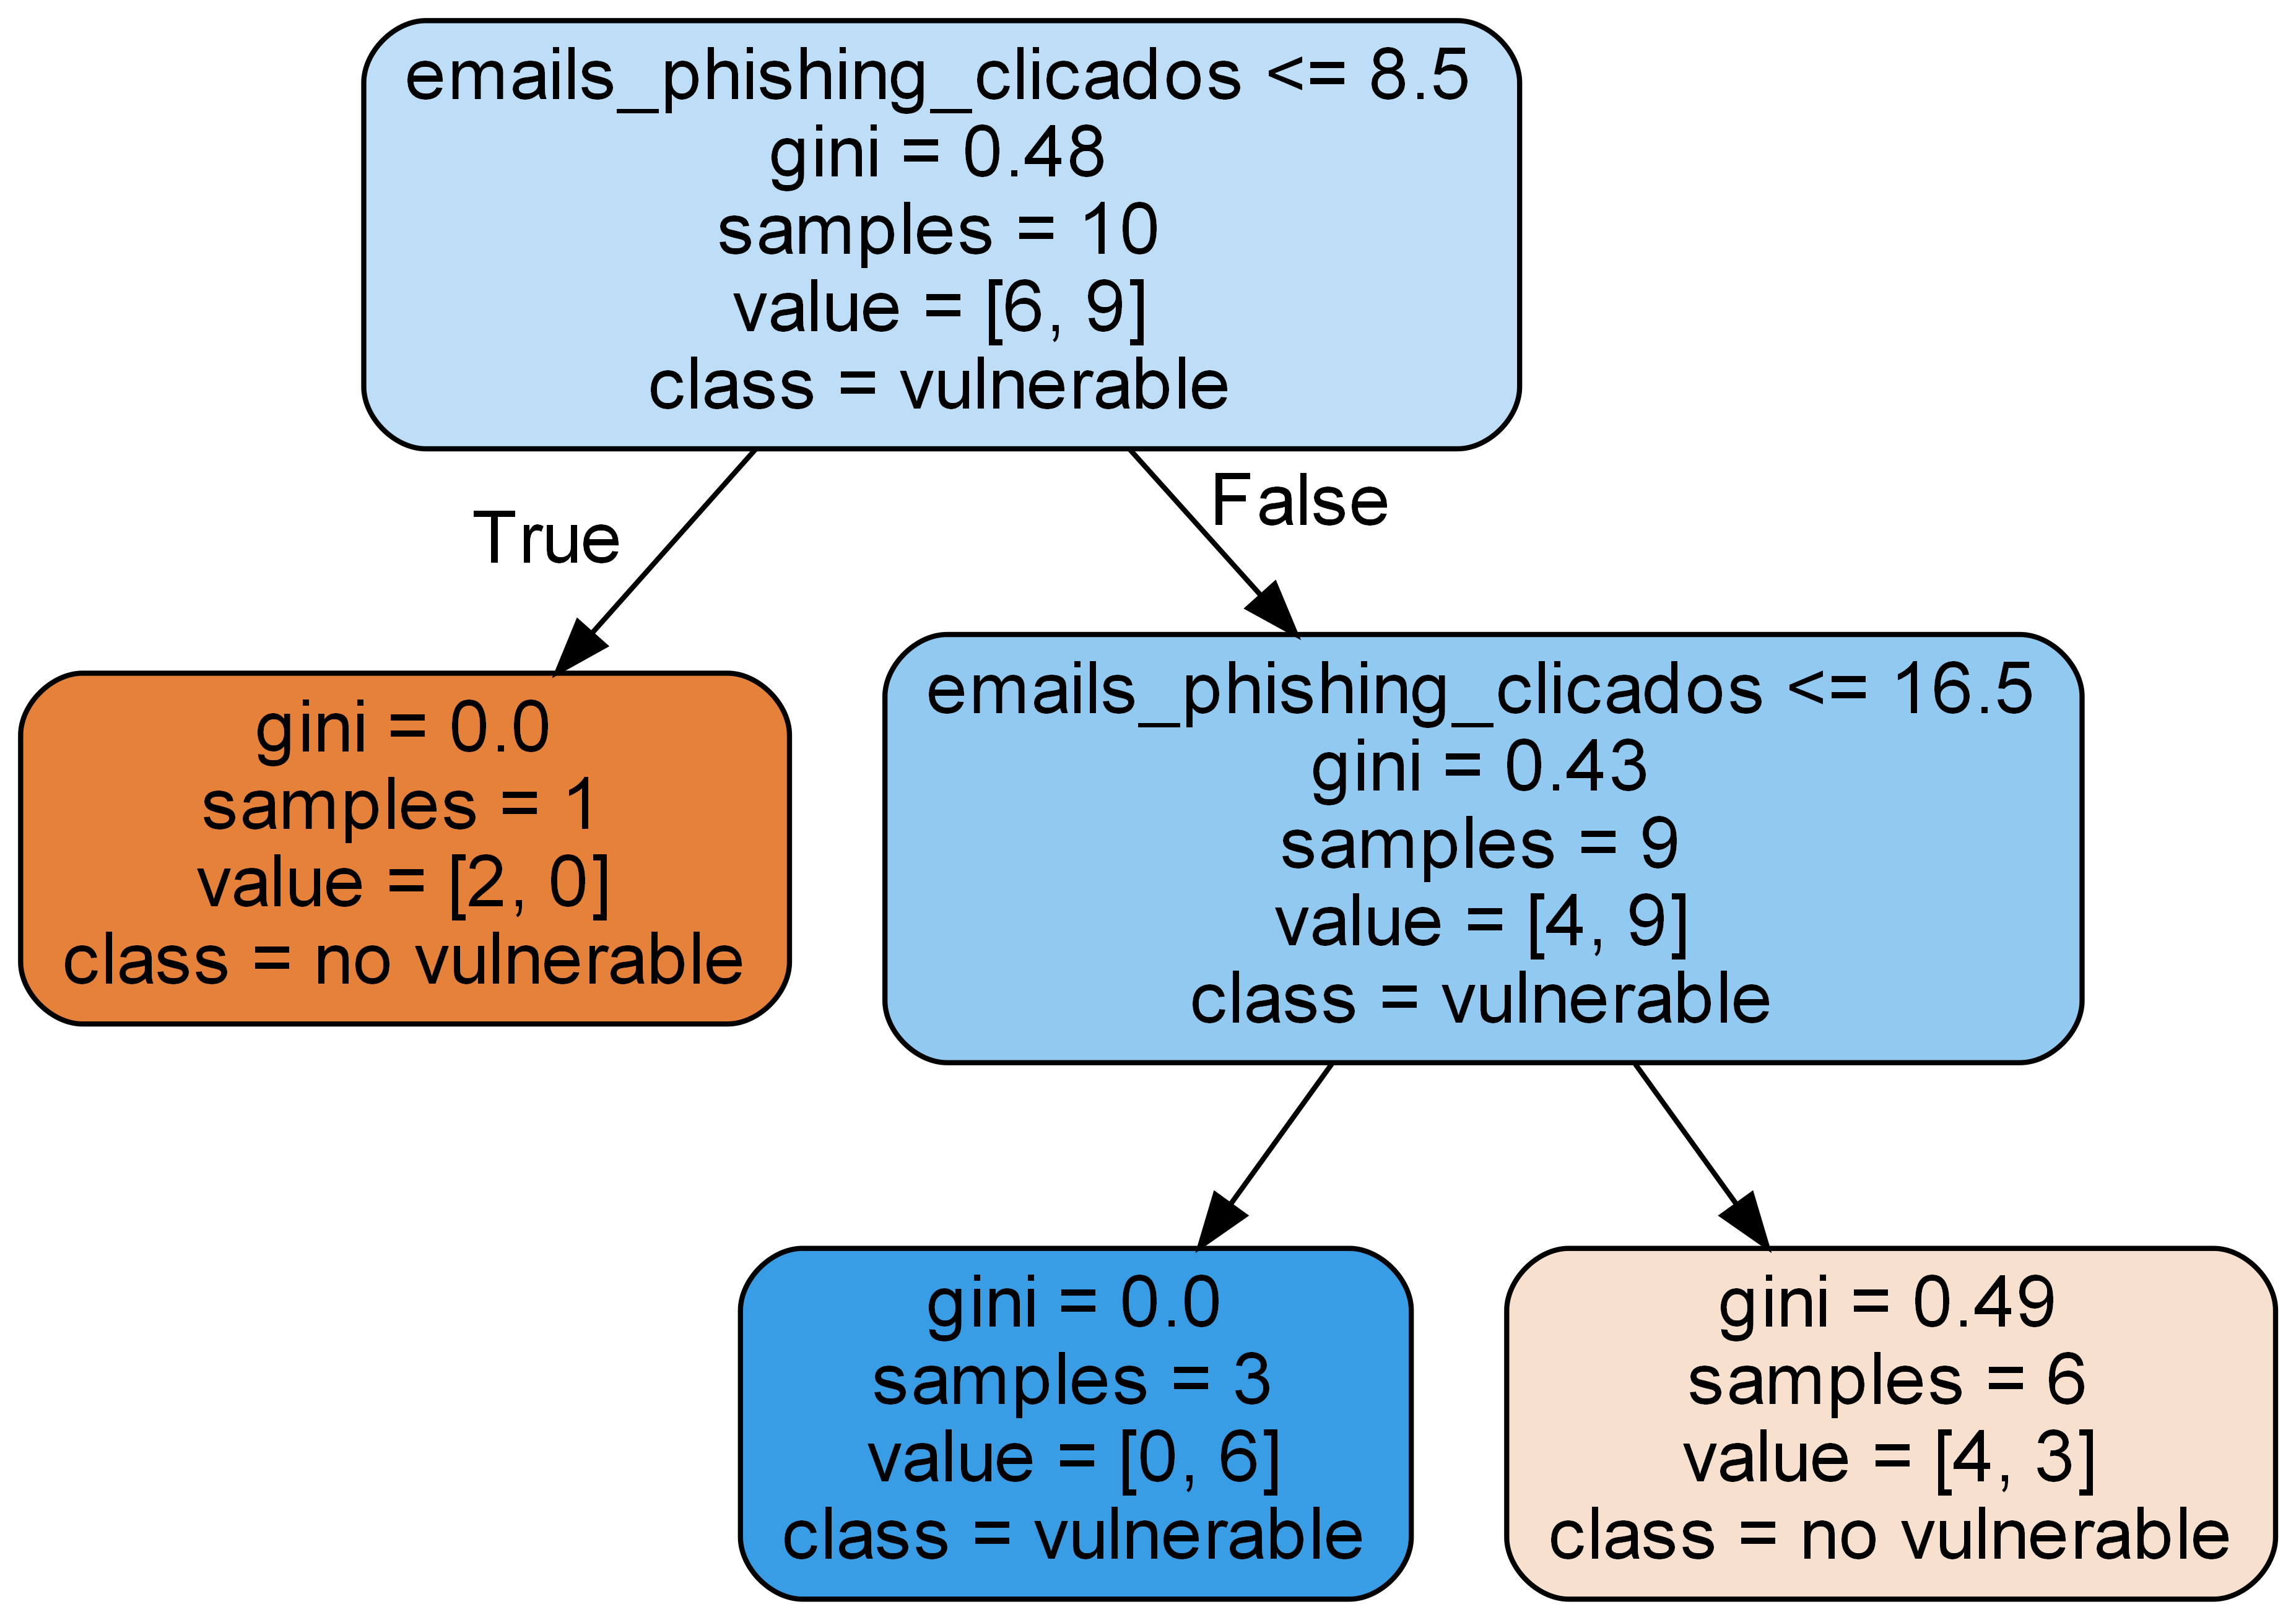 emails_phishing_clicados <= 8.5
gini = 0.48
samples = 10
value = [6, 9]
class = vulnerable
True
False
gini = 0.0
samples = 1
value = [2, 0]
class = no vulnerable
emails_phishing_clicados <= 16.5
gini = 0.43
samples = 9
value = [4, 9]
class = vulnerable
gini = 0.0
samples = 3
value = [0, 6]
class = vulnerable
gini = 0.49
samples = 6
value = [4, 3]
class = no vulnerable